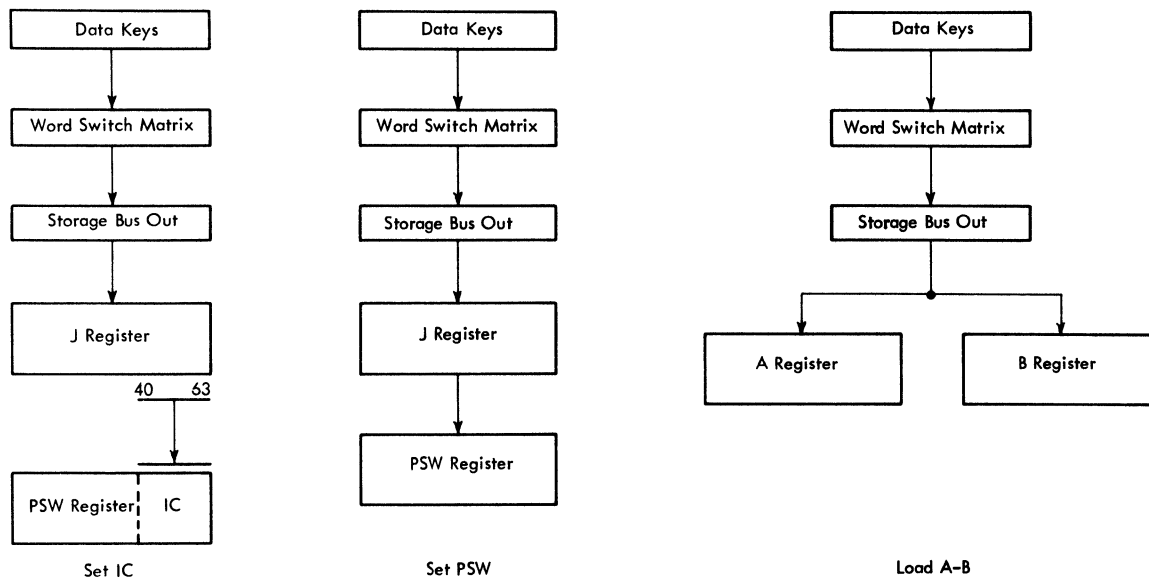 Data Keys
Word Switch Matrix
Storage Bus Out
J Register
40 63
PSW Register IC
Set IC
Data Keys
Word Switch Matrix
Storage Bus Out
J Register
PSW Register
Set PSW
Data Keys
Word Switch Matrix
Storage Bus Out
A Register
B Register
Load A-B